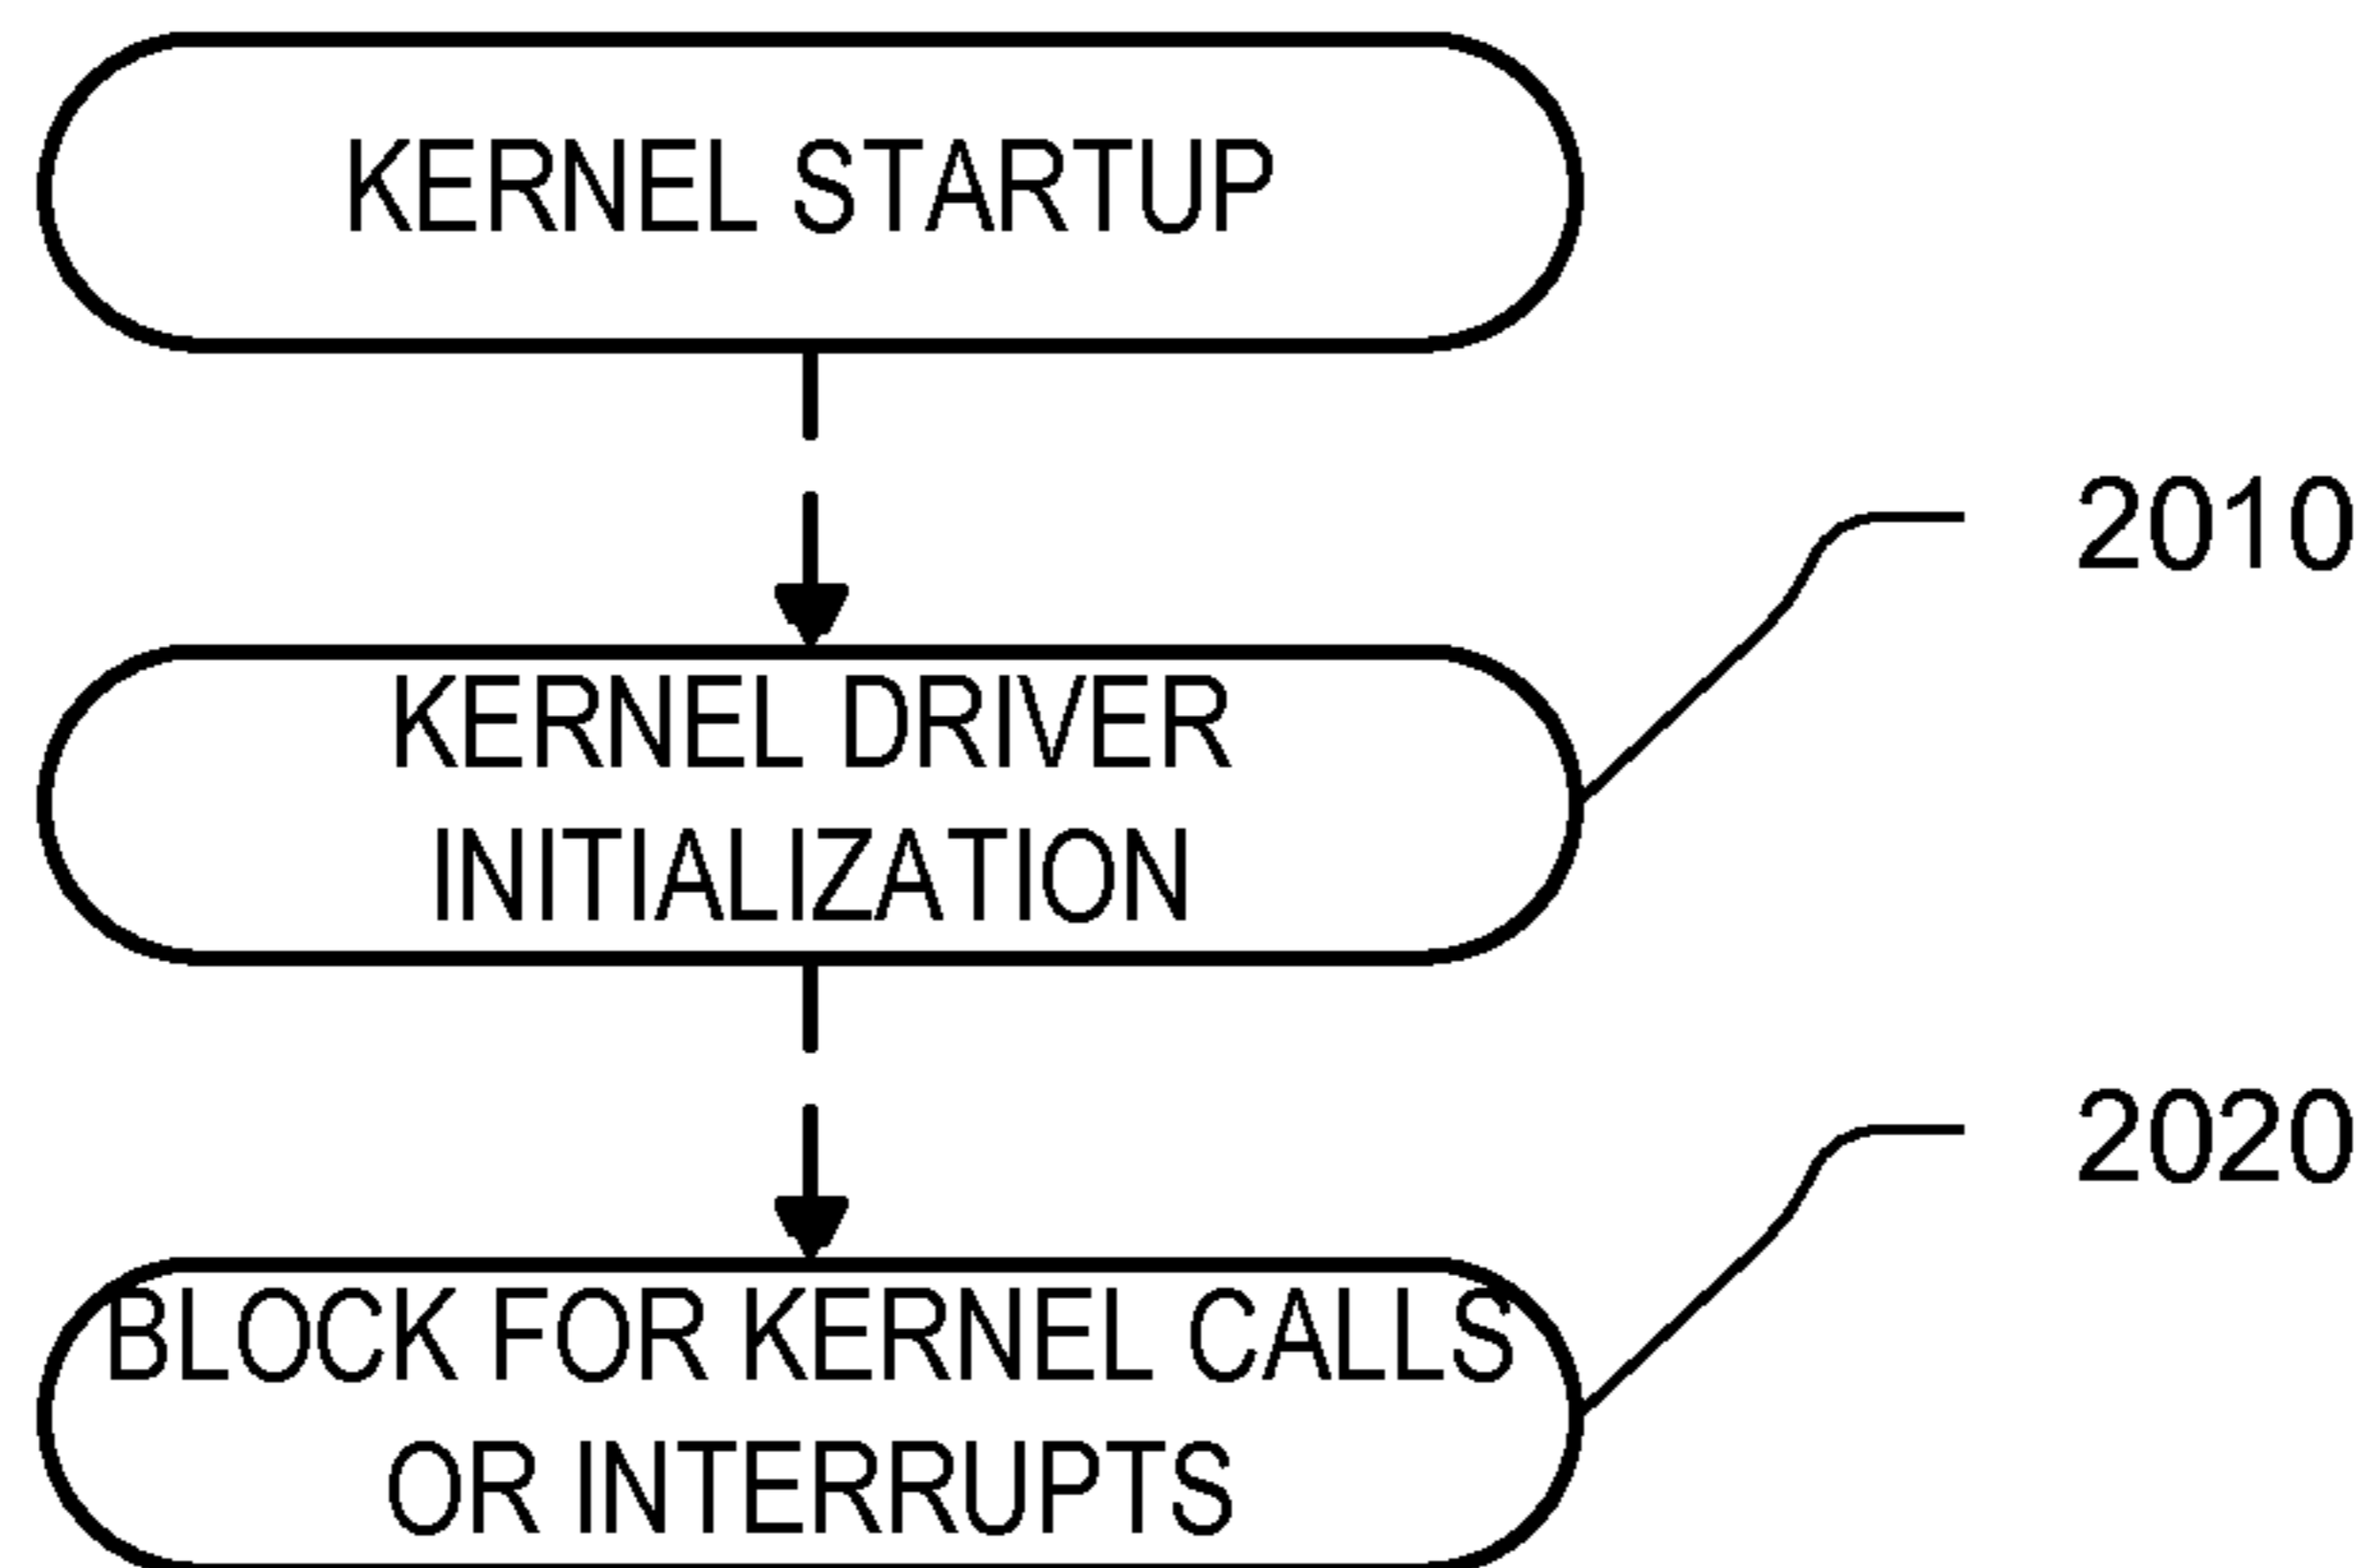 KERNEL STARTUP
2010
KERNEL DRIVER
INITIALIZATION
2020
BLOCK FOR KERNEL CALLS
OR INTERRUPTS